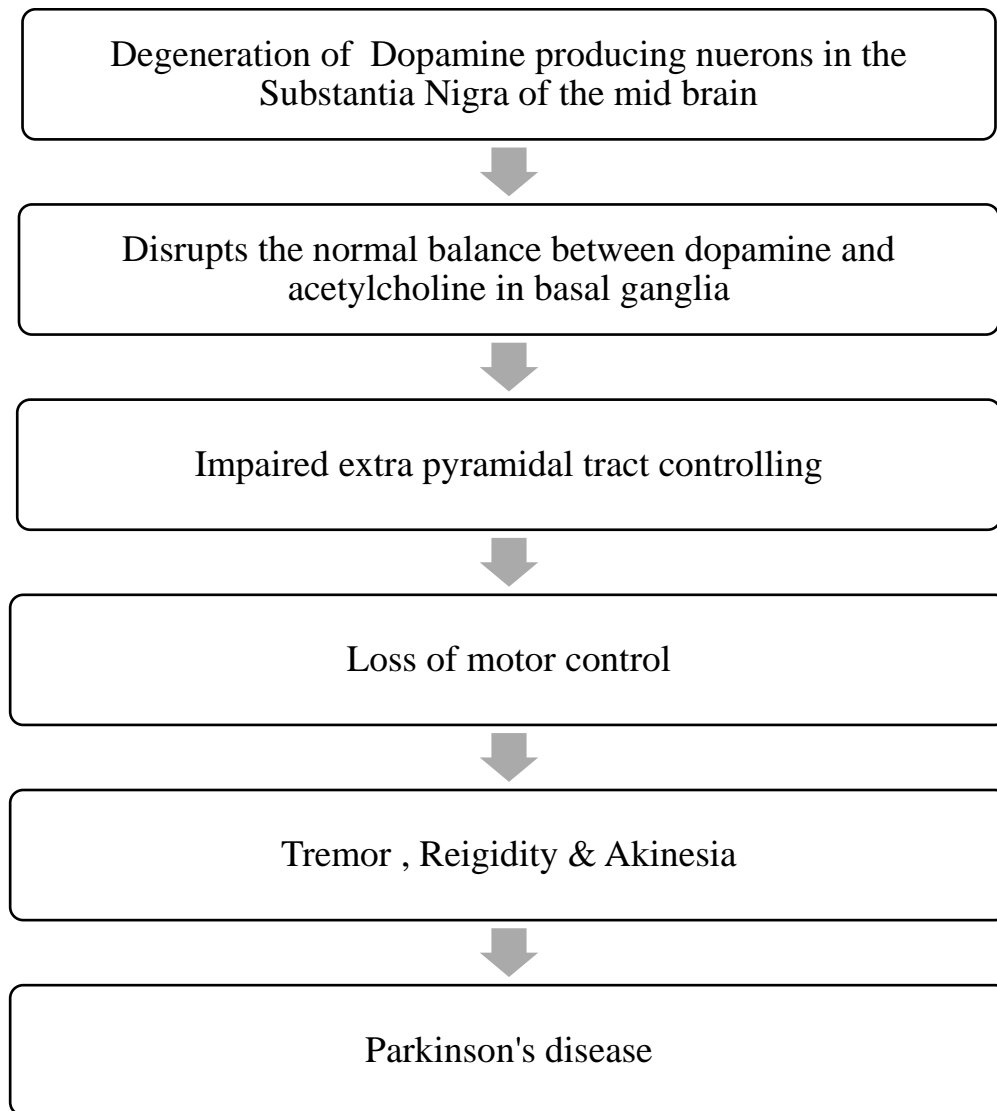 Degeneration of  Dopamine producing nuerons in the
Substantia Nigra of the mid brain
Disrupts the normal balance between dopamine and
acetylcholine in basal ganglia
Impaired extra pyramidal tract controlling
Loss of motor control
Tremor , Reigidity & Akinesia
Parkinson's disease